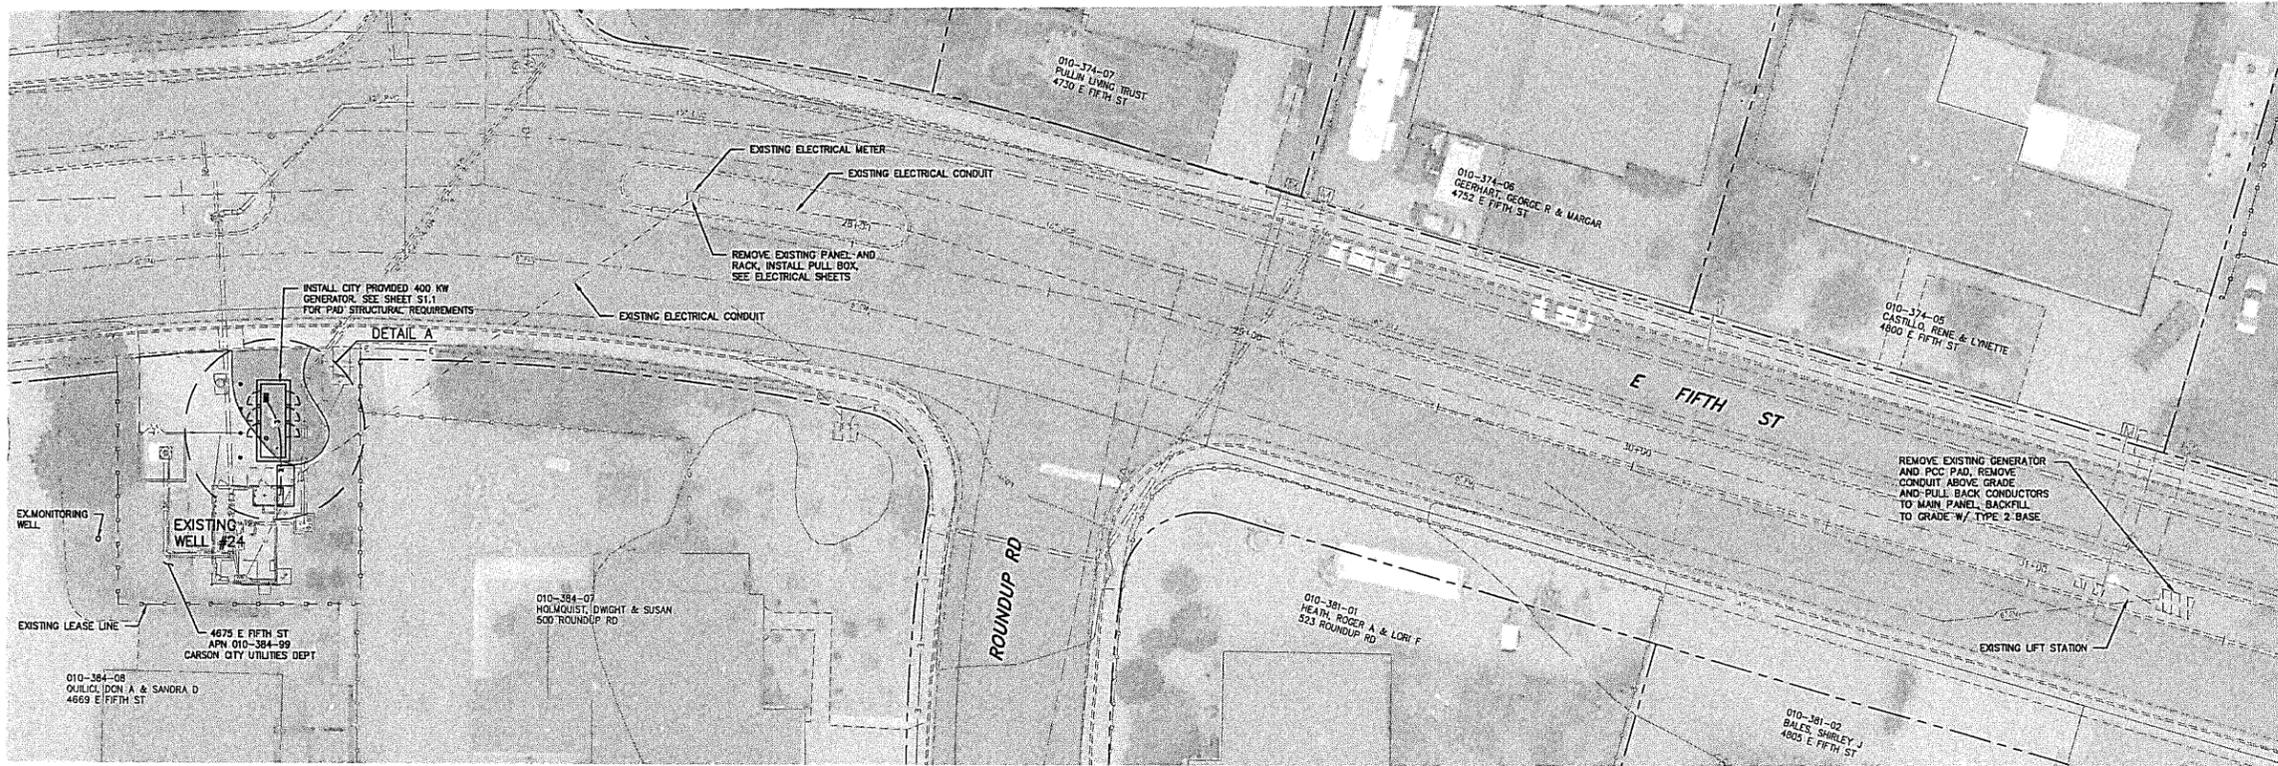 010-374-07
PULLIN LIVING TRUST
4730 E FIFTH ST
EXISTING ELECTRICAL METER
EXISTING ELECTRICAL CONDUIT
010-374-06
GEERHART, GEORGE R & MARGAR
4752 E FIFTH ST
REMOVE EXISTING PANEL AND
RACK, INSTALL PULL BOX,
SEE ELECTRICAL SHEETS
INSTALL CITY PROVIDED 400 KW
GENERATOR. SEE SHEET S1.1
FOR PAD STRUCTURAL REQUIREMENTS
EXISTING ELECTRICAL CONDUIT
DETAIL A
010-374-05
CASTILLO, RENE & LYNETTE
4800 E FIFTH ST
E FIFTH ST
30+00
REMOVE EXISTING GENERATOR
AND PCC PAD, REMOVE
CONDUIT ABOVE GRADE
AND PULL BACK CONDUCTORS
TO MAIN PANEL, BACKFILL
TO GRADE W/ TYPE 2 BASE
EX.MONITORING
WELL
EXISTING
WELL #24
ROUNDUP RD
31+00
010-384-07
HOLMQUIST, DWIGHT & SUSAN
500 ROUNDUP RD
010-381-01
HEATH, ROGER A & LORI F
523 ROUNDUP RD
EXISTING LEASE LINE
4675 E FIFTH ST
APN 010-384-99
CARSON CITY UTILITIES DEPT
EXISTING LIFT STATION
010-384-08
QUILICI, DON A & SANDRA D
4669 E FIFTH ST
010-381-02
BALES, SHIRLEY J
4805 E FIFTH ST